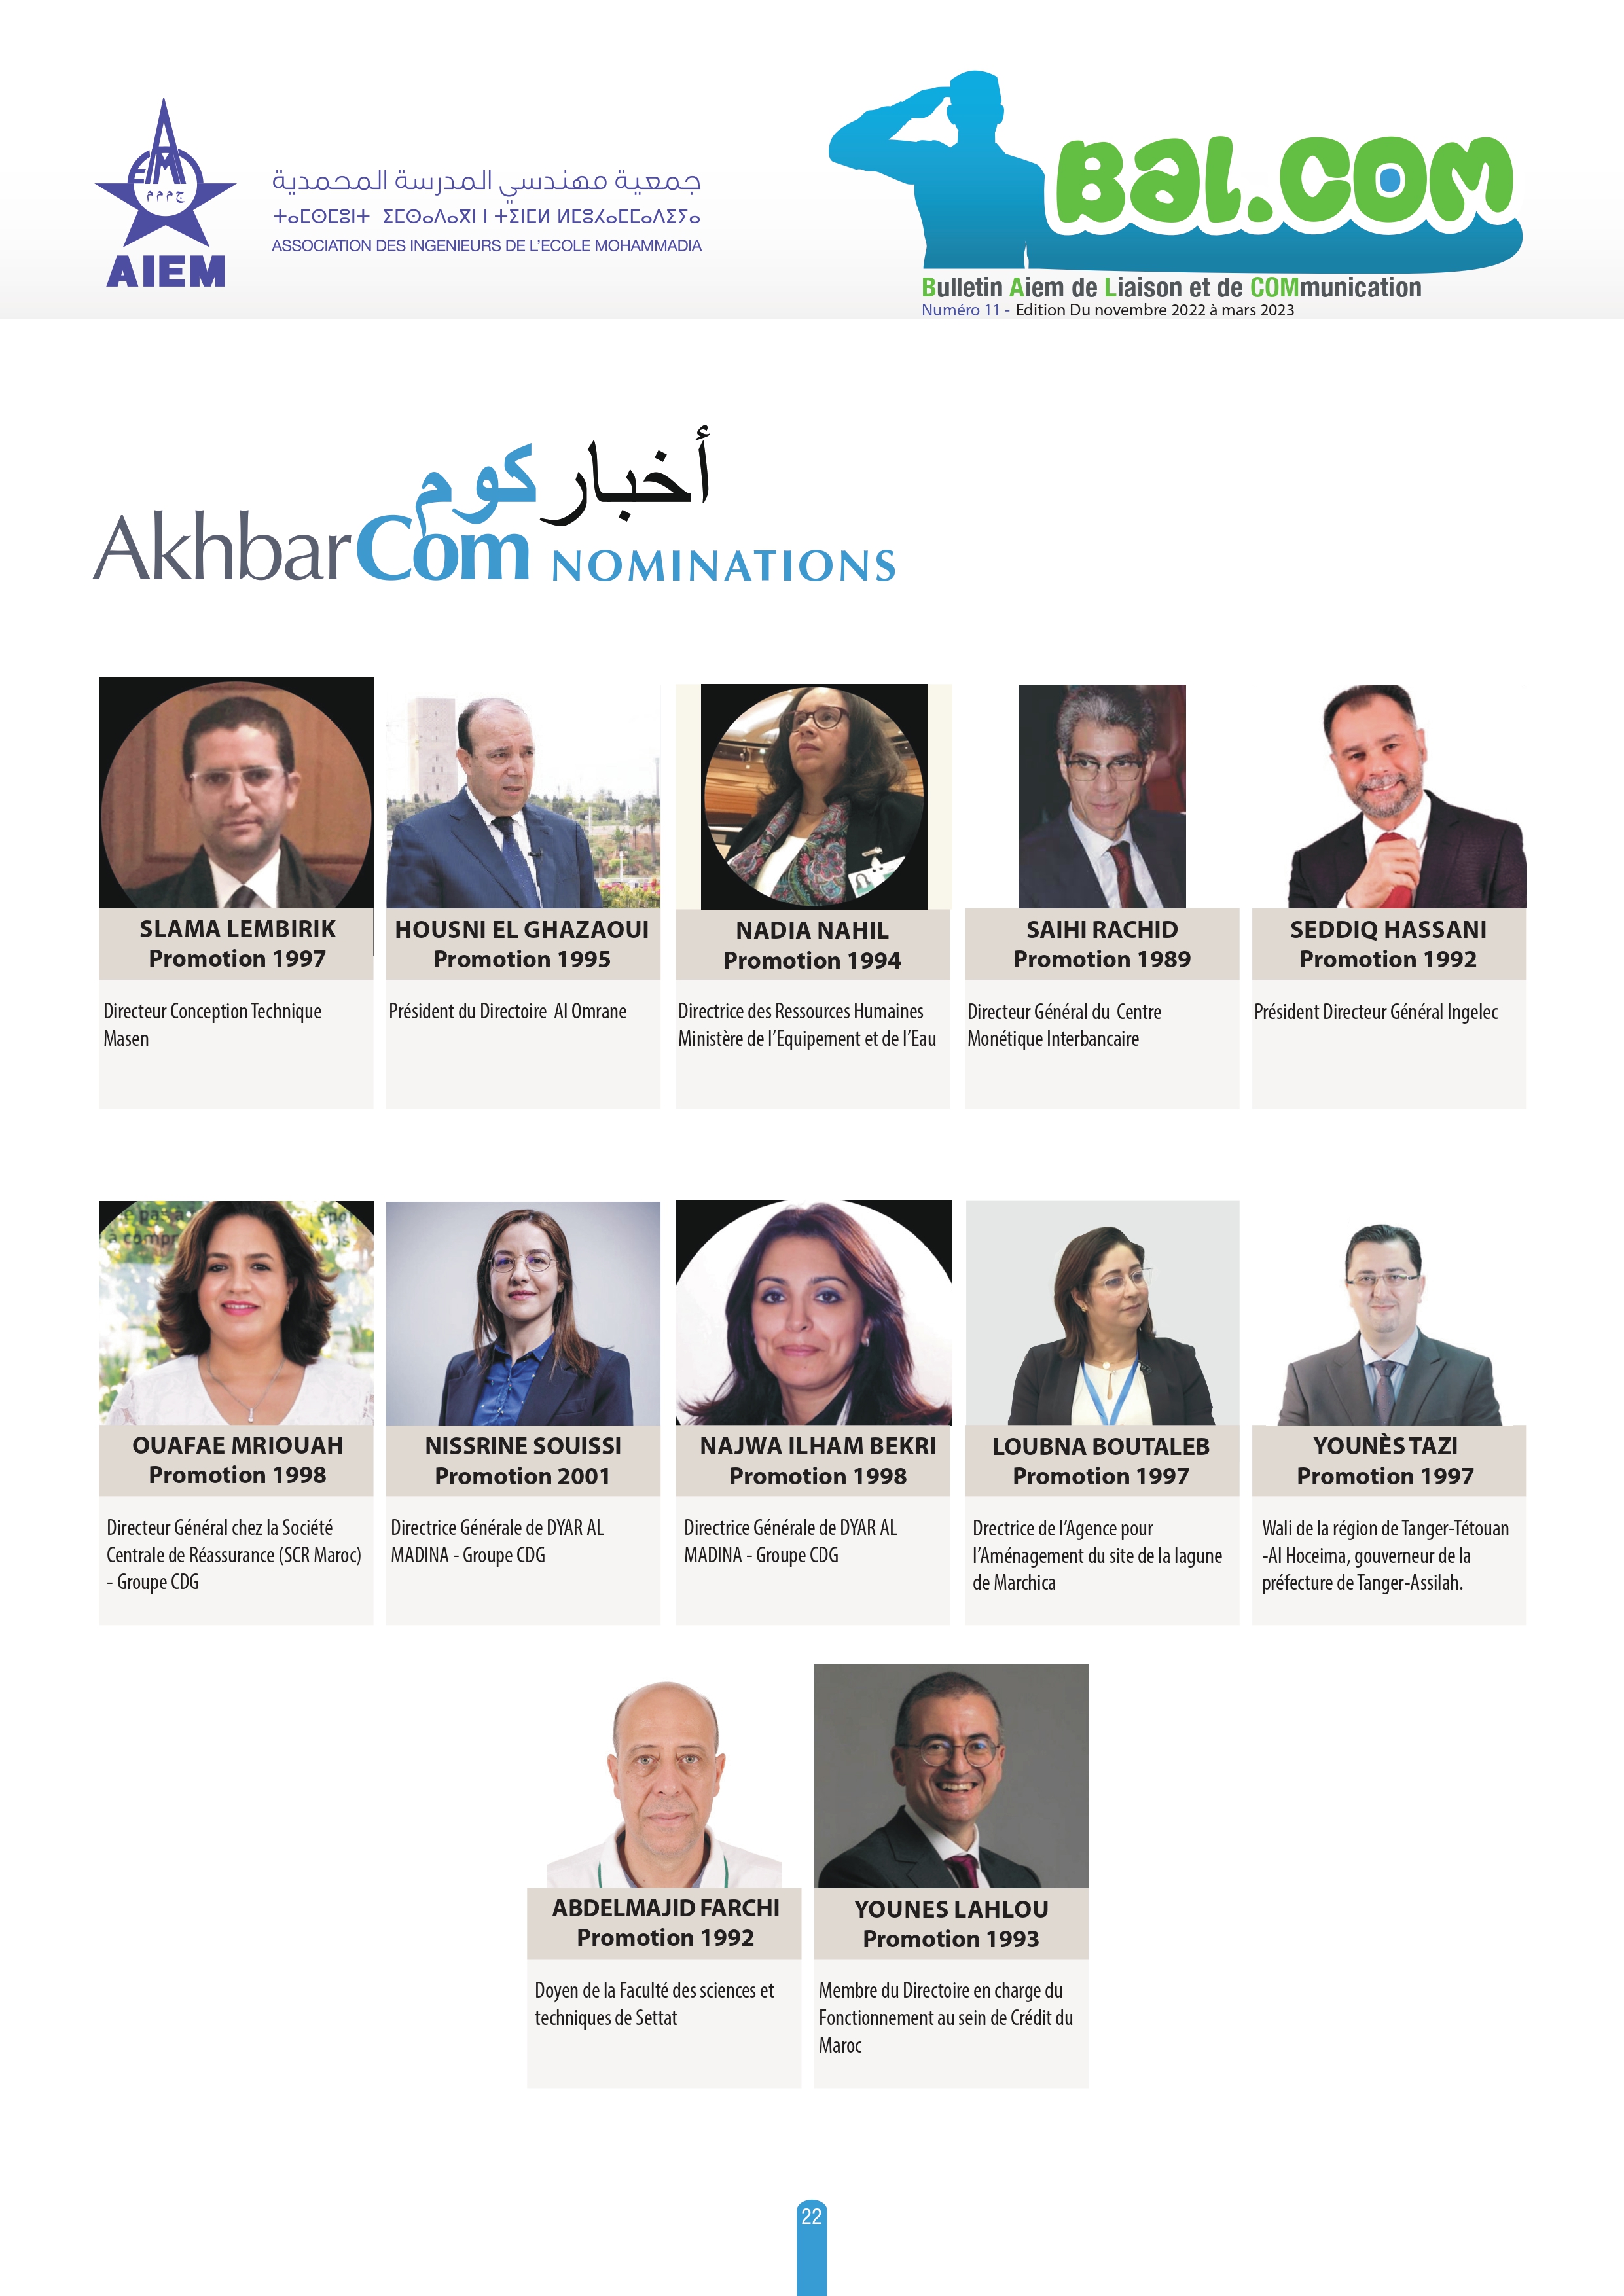 جمعية مهندسي المدرسة المحمدية
ⵜⴰⵎⵙⵎⵓⵏⵜ ⵉⵎⵙⴰⴷⴰⴳⵏ ⵏ ⵜⵉⵏⵎⵍ ⵍⵎⵓⵃⴰⵎⵎⴰⴷⵉⵢⴰ
ASSOCIATION DES INGENIEURS DE L'ECOLE MOHAMMADIA
EMI
ج م م م
AIEM
Bal.COM
Bulletin Aiem de Liaison et de COMmunication
Numéro 11 - Edition Du novembre 2022 à mars 2023
أخبار كوم
AkhbarCom NOMINATIONS
SLAMA LEMBIRIK
Promotion 1997
Directeur Conception Technique
Masen
HOUSNI EL GHAZAOUI
Promotion 1995
Président du Directoire Al Omrane
NADIA NAHIL
Promotion 1994
Directrice des Ressources Humaines
Ministère de l'Equipement et de l'Eau
SAIHI RACHID
Promotion 1989
Directeur Général du Centre
Monétique Interbancaire
SEDDIQ HASSANI
Promotion 1992
Président Directeur Général Ingelec
OUAFAE MRIOUAH
Promotion 1998
Directeur Général chez la Société
Centrale de Réassurance (SCR Maroc)
- Groupe CDG
NISSRINE SOUISSI
Promotion 2001
Directrice Générale de DYAR AL
MADINA - Groupe CDG
NAJWA ILHAM BEKRI
Promotion 1998
Directrice Générale de DYAR AL
MADINA - Groupe CDG
LOUBNA BOUTALEB
Promotion 1997
Drectrice de l'Agence pour
l'Aménagement du site de la lagune
de Marchica
YOUNÈS TAZI
Promotion 1997
Wali de la région de Tanger-Tétouan
-Al Hoceima, gouverneur de la
préfecture de Tanger-Assilah.
ABDELMAJID FARCHI
Promotion 1992
Doyen de la Faculté des sciences et
techniques de Settat
YOUNES LAHLOU
Promotion 1993
Membre du Directoire en charge du
Fonctionnement au sein de Crédit du
Maroc
22